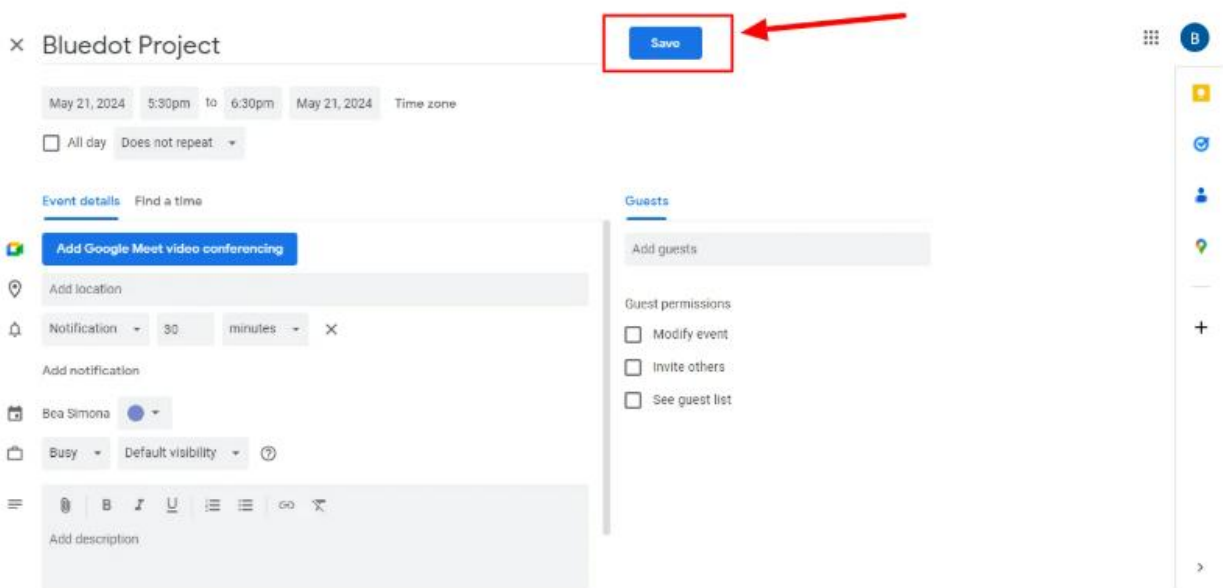 Bluedot Project
Save
B
May 21, 2024 5:30pm to 6:30pm May 21, 2024 Time zone
All day Does not repeat
Event details Find a time
Guests
Add Google Meet video conferencing
Add guests
Add location
Guest permissions
Notification 30 minutes
Modify event
Add notification
Invite others
Bea Simona
See guest list
Busy Default visibility
B I U
Add description